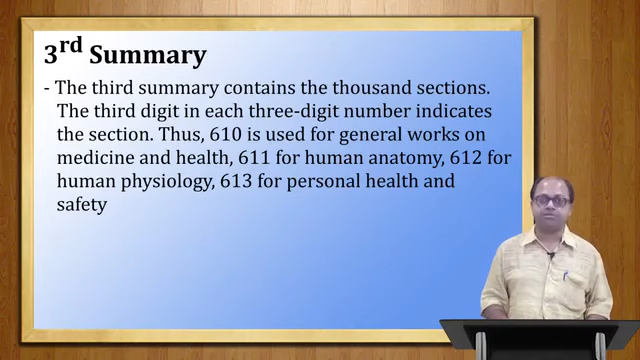 3rd Summary
- The third summary contains the thousand sections.
The third digit in each three-digit number indicates
the section. Thus, 610 is used for general works on
medicine and health, 611 for human anatomy, 612 for
human physiology, 613 for personal health and
safety